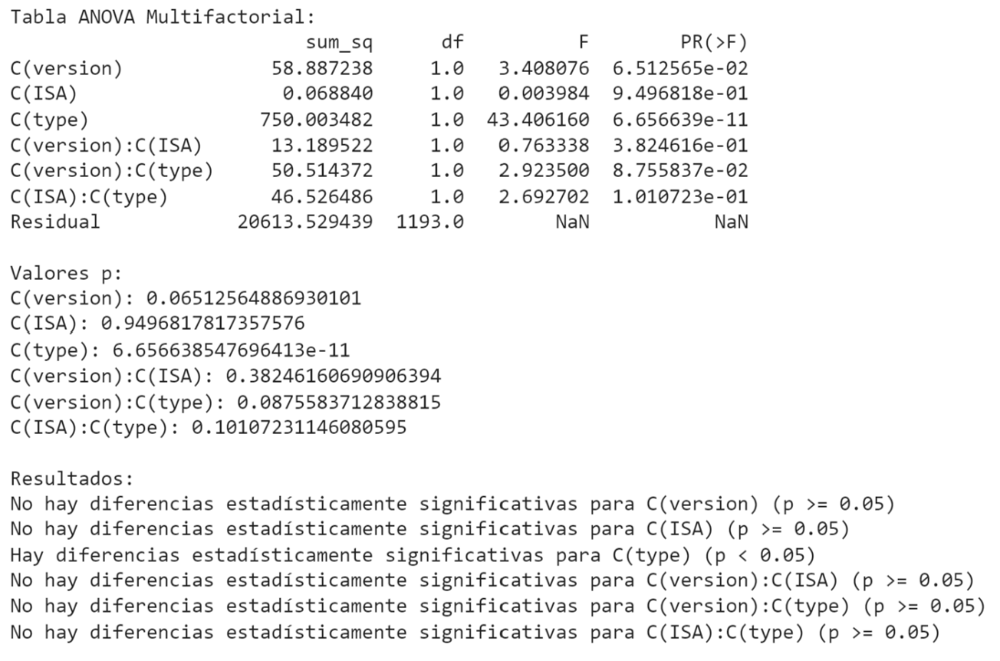 Tabla ANOVA Multifactorial:
sum_sq df F PR(>F)
C(version) 58.887238 1.0 3.408076 6.512565e-02
C(ISA) 0.068840 1.0 0.003984 9.496818e-01
C(type) 750.003482 1.0 43.406160 6.656639e-11
C(version):C(ISA) 13.189522 1.0 0.763338 3.824616e-01
C(version):C(type) 50.514372 1.0 2.923500 8.755837e-02
C(ISA):C(type) 46.526486 1.0 2.692702 1.010723e-01
Residual 20613.529439 1193.0 NaN NaN
Valores p:
C(version): 0.06512564886930101
C(ISA): 0.9496817817357576
C(type): 6.656638547696413e-11
C(version):C(ISA): 0.38246160690906394
C(version):C(type): 0.0875583712838815
C(ISA):C(type): 0.10107231146080595
Resultados:
No hay diferencias estadísticamente significativas para C(version) (p >= 0.05)
No hay diferencias estadísticamente significativas para C(ISA) (p >= 0.05)
Hay diferencias estadísticamente significativas para C(type) (p < 0.05)
No hay diferencias estadísticamente significativas para C(version):C(ISA) (p >= 0.05)
No hay diferencias estadísticamente significativas para C(version):C(type) (p >= 0.05)
No hay diferencias estadísticamente significativas para C(ISA):C(type) (p >= 0.05)